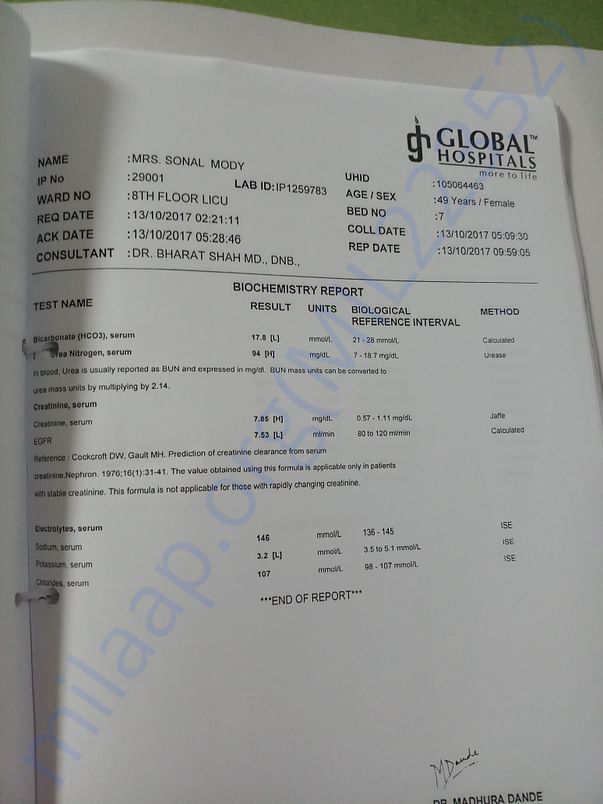 GLOBAL™
HOSPITALS
more to life
NAME :MRS. SONAL MODY
IP No :29001 LAB ID:IP1259783 UHID :105064463
WARD NO :8TH FLOOR LICU AGE / SEX :49 Years / Female
REQ DATE :13/10/2017 02:21:11 BED NO :7
ACK DATE :13/10/2017 05:28:46 COLL DATE :13/10/2017 05:09:30
CONSULTANT :DR. BHARAT SHAH MD., DNB., REP DATE :13/10/2017 09:59:05
BIOCHEMISTRY REPORT
TEST NAME RESULT UNITS BIOLOGICAL REFERENCE INTERVAL METHOD
Bicarbonate (HCO3), serum 17.8 [L] mmol/L 21 - 28 mmol/L Calculated
Urea Nitrogen, serum 94 [H] mg/dL 7 - 18.7 mg/dL Urease
In blood, Urea is usually reported as BUN and expressed in mg/dl. BUN mass units can be converted to
urea mass units by multiplying by 2.14.
Creatinine, serum
Creatinine, serum 7.85 [H] mg/dL 0.57 - 1.11 mg/dL Jaffe
EGFR 7.53 [L] ml/min 80 to 120 ml/min Calculated
Reference : Cockcroft DW, Gault MH. Prediction of creatinine clearance from serum
creatinine.Nephron. 1976;16(1):31-41. The value obtained using this formula is applicable only in patients
with stable creatinine. This formula is not applicable for those with rapidly changing creatinine.
Electrolytes, serum
Sodium, serum 146 mmol/L 136 - 145 ISE
Potassium, serum 3.2 [L] mmol/L 3.5 to 5.1 mmol/L ISE
Chlorides, serum 107 mmol/L 98 - 107 mmol/L ISE
***END OF REPORT***
M Dande
DR. MADHURA DANDE